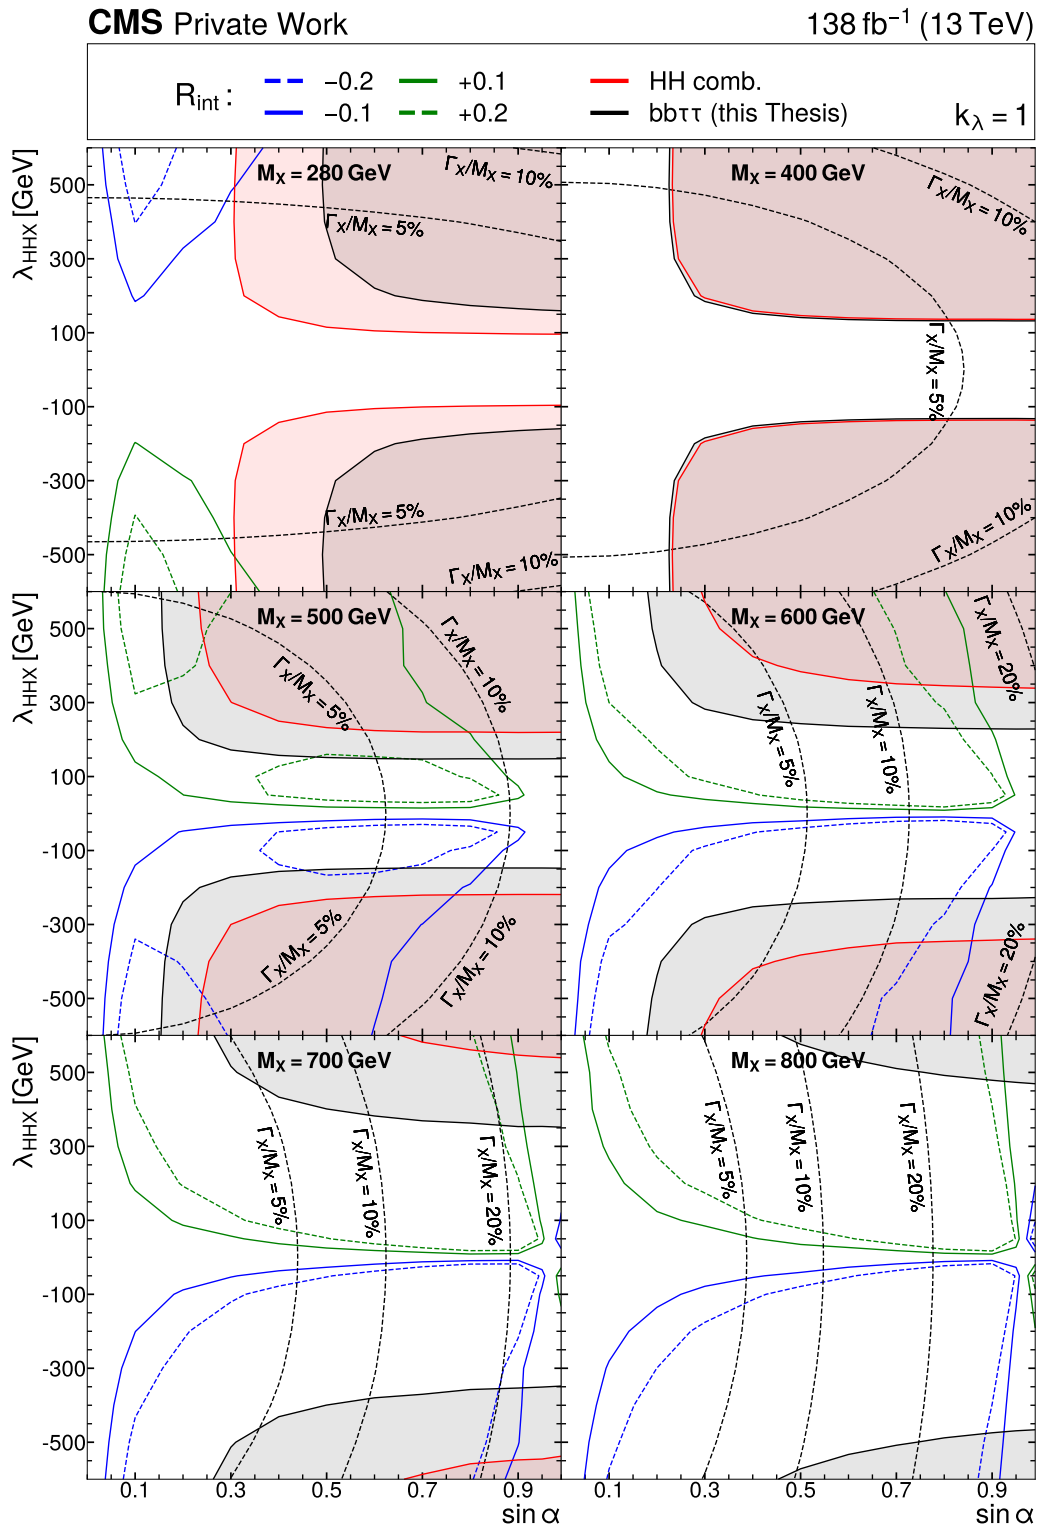 CMS Private Work 138 fb⁻¹ (13 TeV)
R_int : −0.2 +0.1 HH comb.
−0.1 +0.2 bbττ (this Thesis) k_λ = 1
λ_HHX [GeV]
M_X = 280 GeV
Γ_X/M_X = 10%
Γ_X/M_X = 5%
Γ_X/M_X = 5%
Γ_X/M_X = 10%
500
300
100
-100
-300
-500
M_X = 400 GeV
Γ_X/M_X = 10%
Γ_X/M_X = 5%
Γ_X/M_X = 10%
λ_HHX [GeV]
M_X = 500 GeV
Γ_X/M_X = 10%
Γ_X/M_X = 5%
Γ_X/M_X = 5%
Γ_X/M_X = 10%
500
300
100
-100
-300
-500
M_X = 600 GeV
Γ_X/M_X = 20%
Γ_X/M_X = 5%
Γ_X/M_X = 10%
Γ_X/M_X = 20%
λ_HHX [GeV]
M_X = 700 GeV
Γ_X/M_X = 5%
Γ_X/M_X = 10%
Γ_X/M_X = 20%
500
300
100
-100
-300
-500
M_X = 800 GeV
Γ_X/M_X = 5%
Γ_X/M_X = 10%
Γ_X/M_X = 20%
0.1 0.3 0.5 0.7 0.9 0.1 0.3 0.5 0.7 0.9
sin α sin α